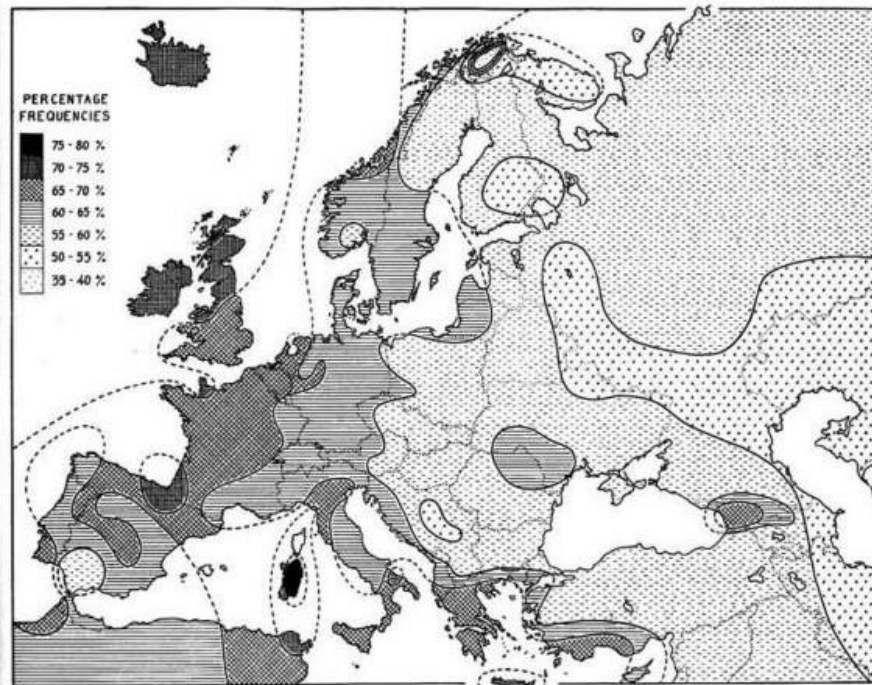 PERCENTAGE
FREQUENCIES
75 - 80 %
70 - 75 %
65 - 70 %
60 - 65 %
55 - 60 %
50 - 55 %
35 - 40 %